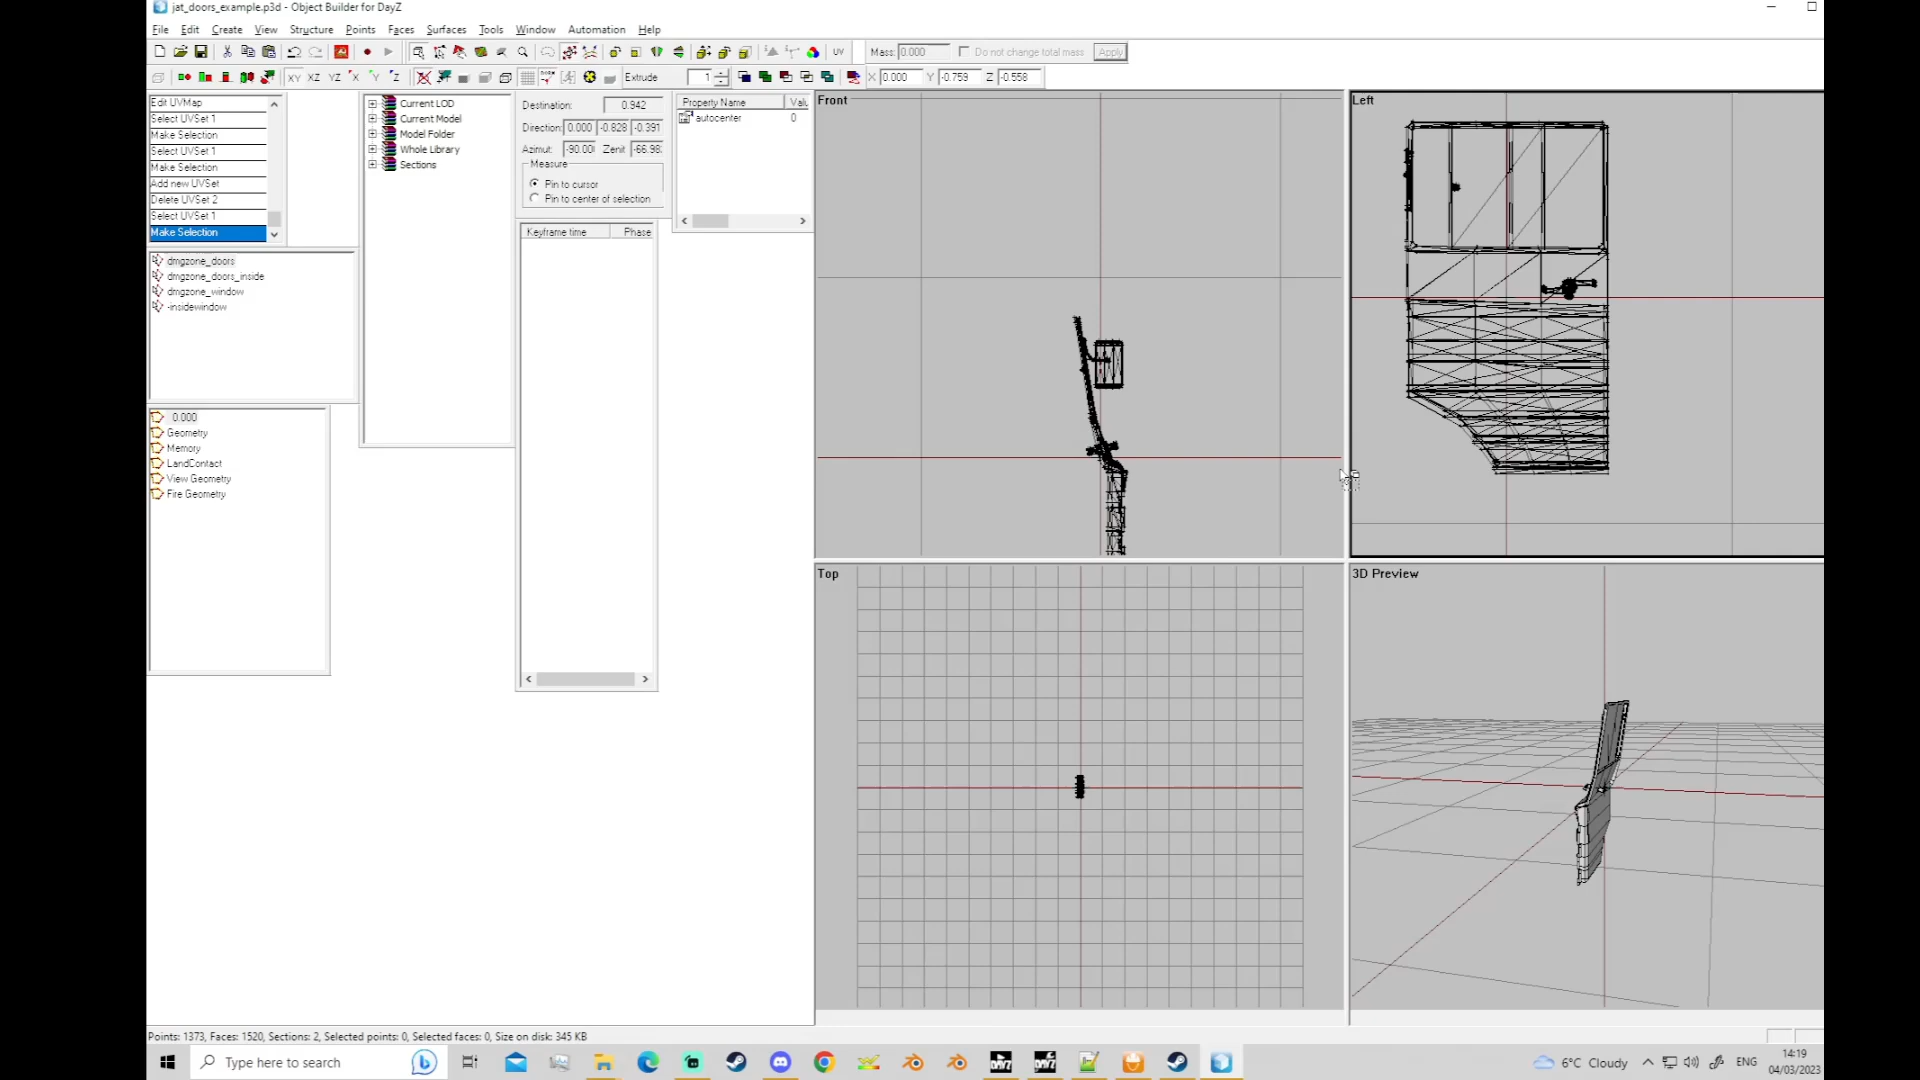 jat_doors_example.p3d - Object Builder for DayZ
File Edit Create View Structure Points Faces Surfaces Tools Window Automation Help
UV Mass: 0.000 Do not change total mass Apply
XY XZ YZ X Y Z Extrude 1 X 0.000 Y -0.759 Z -0.558
Edit UVMap
Select UVSet 1
Make Selection
Select UVSet 1
Make Selection
Add new UVSet
Delete UVSet 2
Select UVSet 1
Make Selection
dmgzone_doors
dmgzone_doors_inside
dmgzone_window
-insidewindow
0.000
Geometry
Memory
LandContact
View Geometry
Fire Geometry
Current LOD
Current Model
Model Folder
Whole Library
Sections
Destination: 0.942
Direction: 0.000 -0.828 -0.391
Azimut: -90.00 Zenit -66.98
Measure
Pin to cursor
Pin to center of selection
Keyframe time Phase
Property Name Valu
autocenter 0
Front
Left
Top
3D Preview
Points: 1373, Faces: 1520, Sections: 2, Selected points: 0, Selected faces: 0, Size on disk: 345 KB
Type here to search
6°C Cloudy
ENG
14:19
04/03/2023